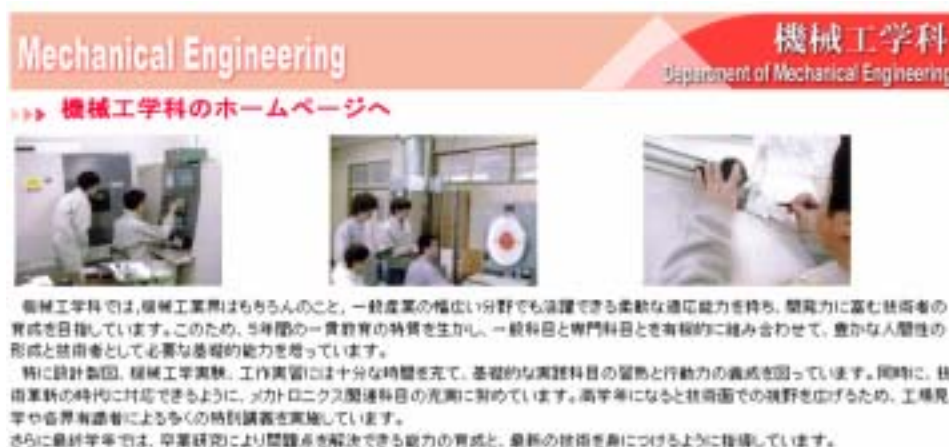 Mechanical Engineering
機械工学科
Department of Mechanical Engineering
機械工学科のホームページへ
機械工学科では,機械工業界はもちろんのこと、一般産業の幅広い分野でも活躍できる柔軟な適応能力を持ち、開発力に富む技術者の
育成を目指しています。このため、5年間の一貫教育の特質を生かし、一般科目と専門科目とを有機的に組み合わせて、豊かな人間性の
形成と技術者として必要な基礎的能力を培っています。
特に設計製図、機械工学実験、工作実習には十分な時間を充て、基礎的な実践科目の習熟と行動力の養成を図っています。同時に、技
術革新の時代に対応できるように、メカトロニクス関連科目の充実に努めています。高学年になると技術面での視野を広げるため、工場見
学や各界有識者による多くの特別講義を実施しています。
さらに最終学年では、卒業研究により問題点を解決できる能力の育成と、最新の技術を身につけるように指導しています。